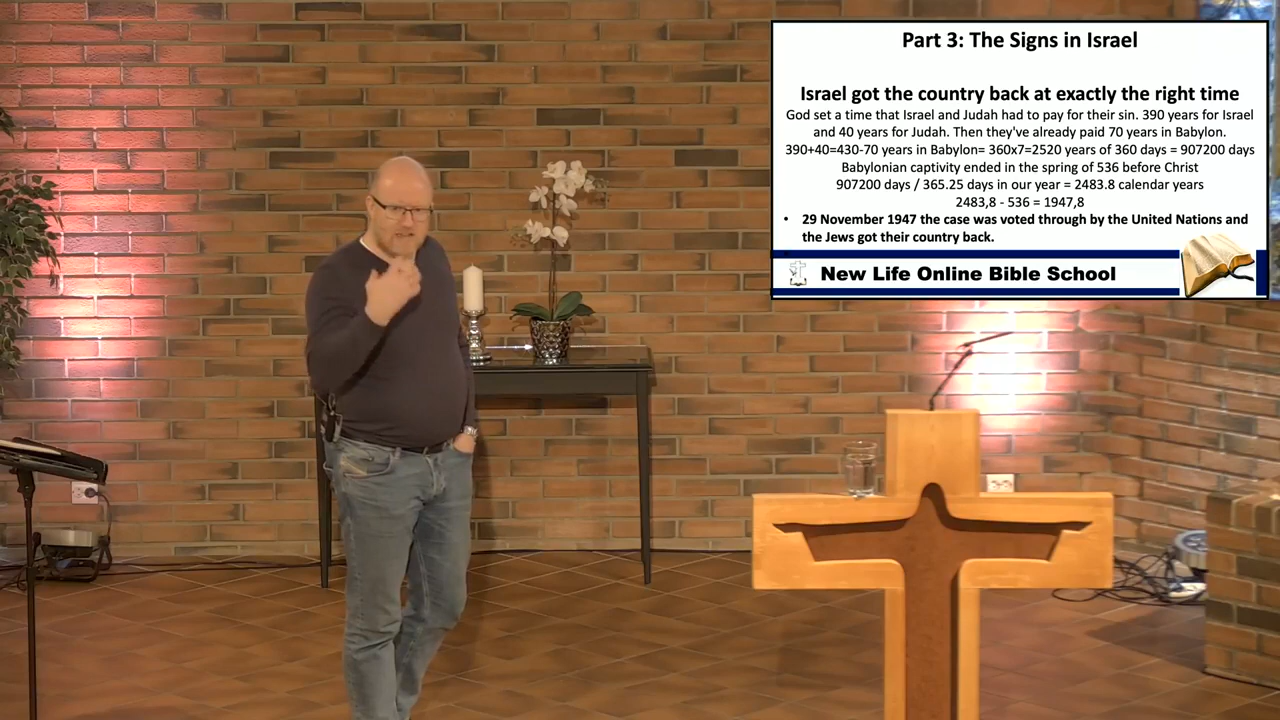 Part 3: The Signs in Israel
Israel got the country back at exactly the right time
God set a time that Israel and Judah had to pay for their sin. 390 years for Israel
and 40 years for Judah. Then they've already paid 70 years in Babylon.
390+40=430-70 years in Babylon= 360x7=2520 years of 360 days = 907200 days
Babylonian captivity ended in the spring of 536 before Christ
907200 days / 365.25 days in our year = 2483.8 calendar years
2483,8 - 536 = 1947,8
• 29 November 1947 the case was voted through by the United Nations and
the Jews got their country back.
New Life Online Bible School